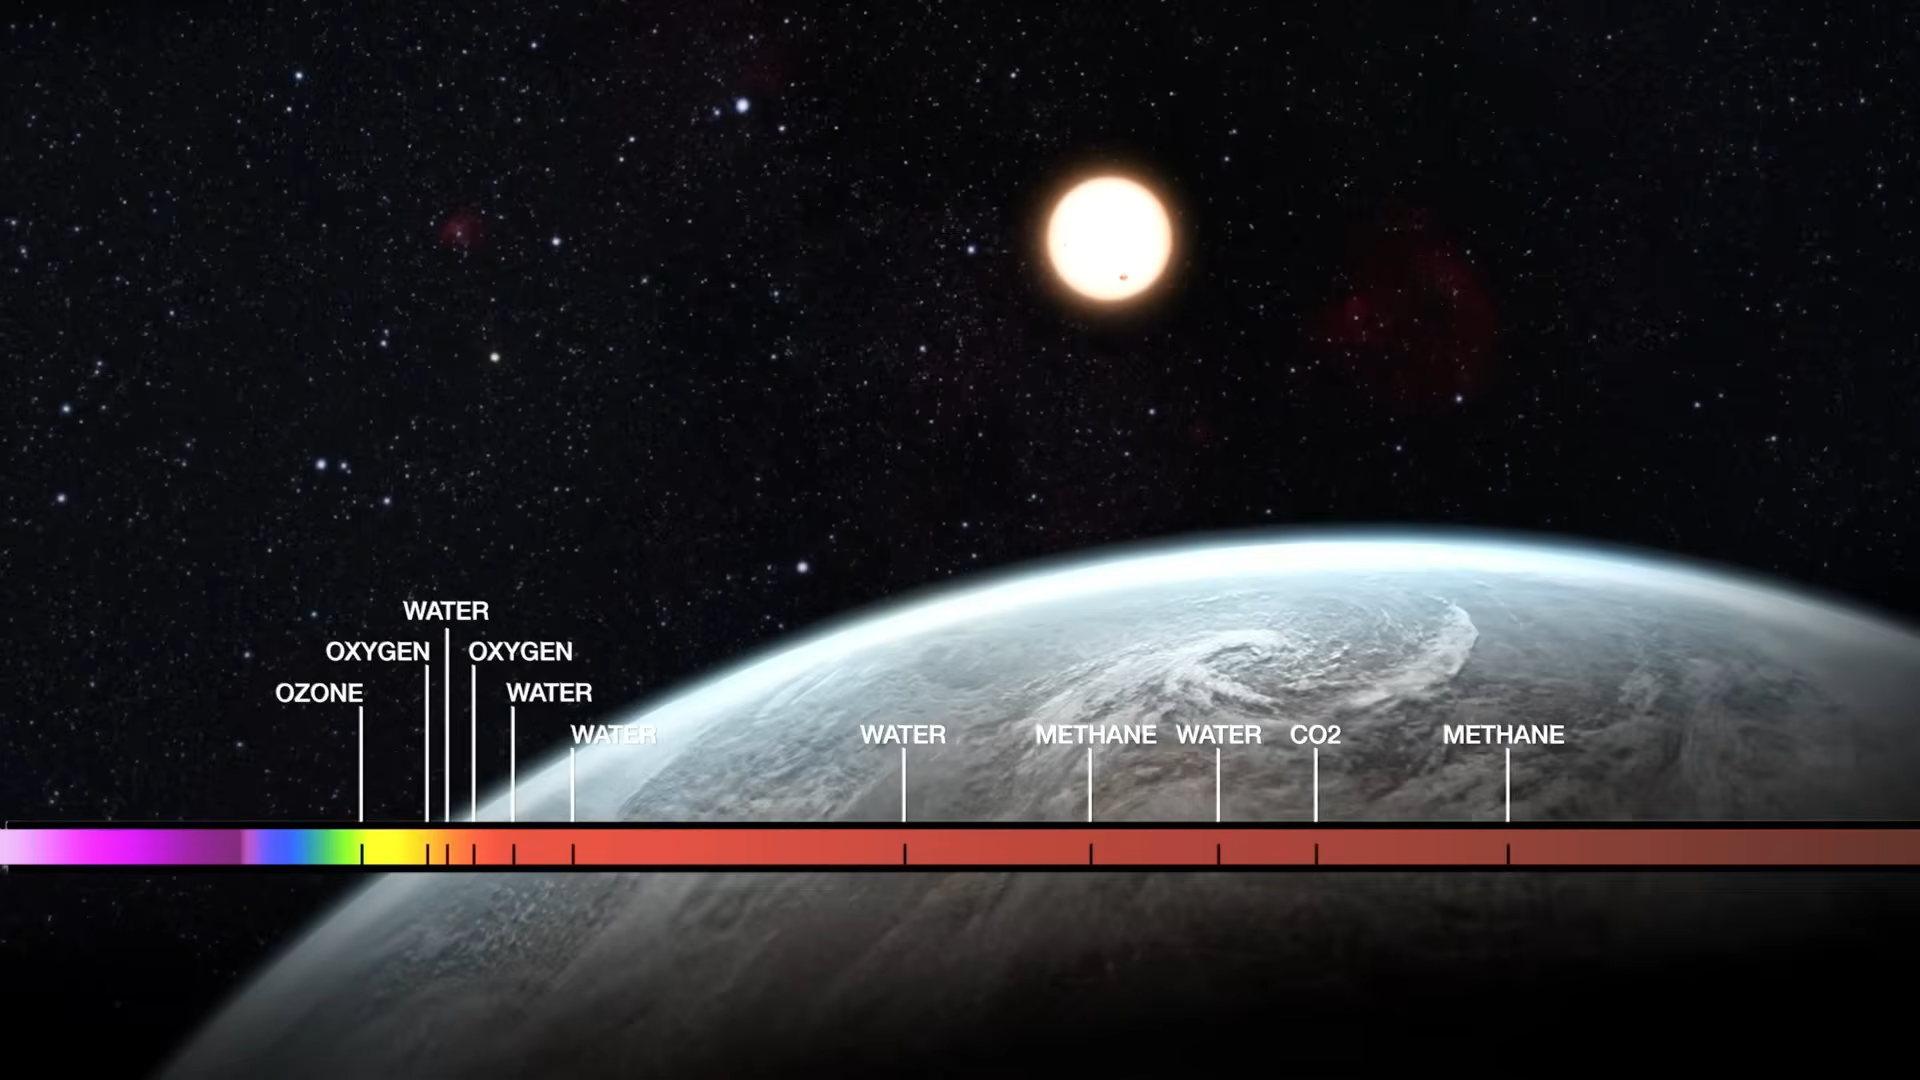 WATER
OXYGEN OXYGEN
OZONE WATER
WATER WATER METHANE WATER CO2 METHANE